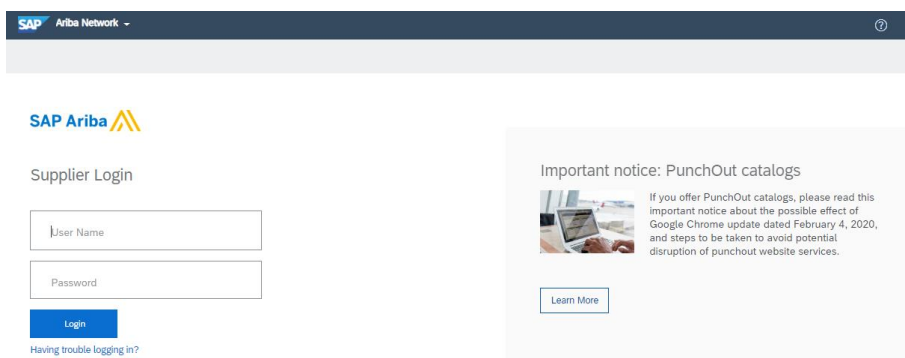 SAP Ariba Network
SAP Ariba
Supplier Login
User Name
Password
Login
Having trouble logging in?
Important notice: PunchOut catalogs
If you offer PunchOut catalogs, please read this
important notice about the possible effect of
Google Chrome update dated February 4, 2020,
and steps to be taken to avoid potential
disruption of punchout website services.
Learn More